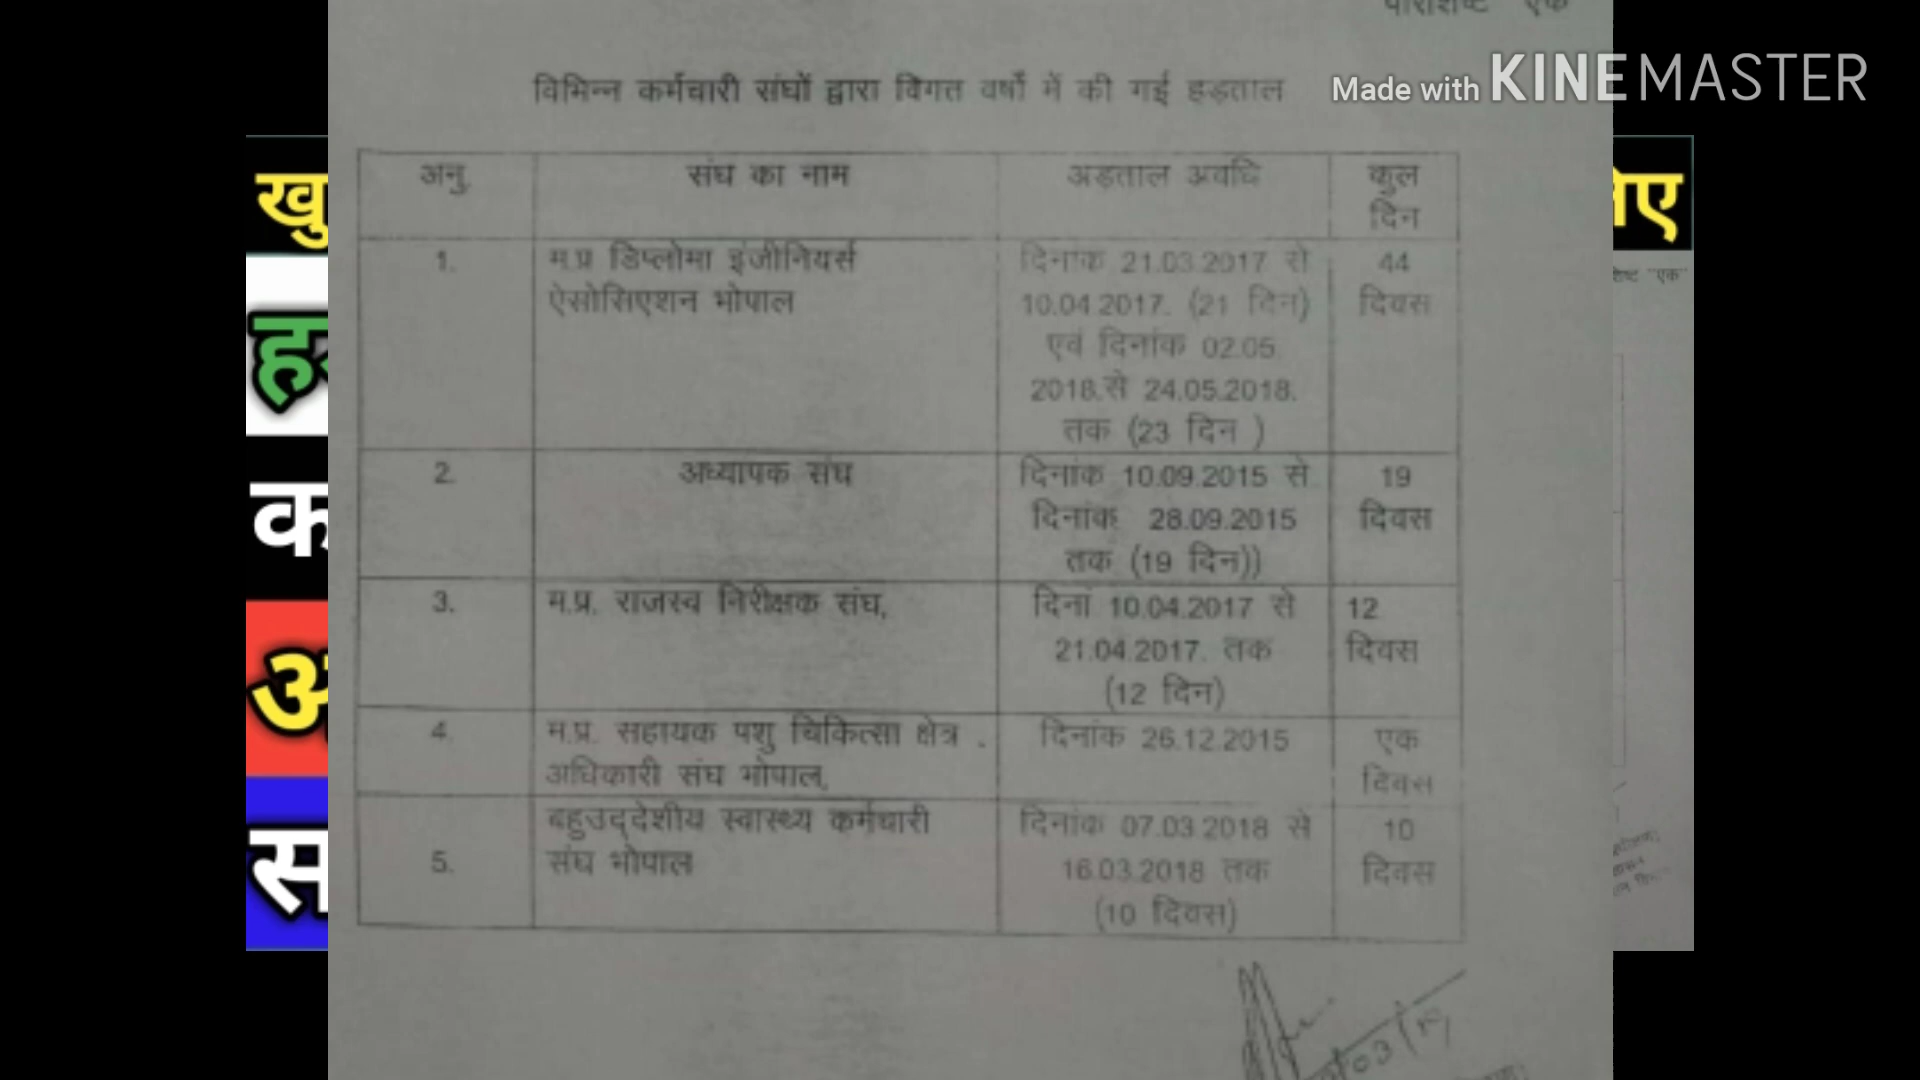 परिशिष्ट एक
Made with KINEMASTER
विभिन्न कर्मचारी संघों द्वारा विगत वर्षों में की गई हड़ताल
अनु. संघ का नाम अड़ताल अवधि कुल
दिन
1. म.प्र डिप्लोमा इंजीनियर्स दिनांक 21.03.2017 से 44
ऐसोसिएशन भोपाल 10.04.2017. (21 दिन) दिवस
एवं दिनांक 02.05.
2018.से 24.05.2018.
तक (23 दिन )
2. अध्यापक संघ दिनांक 10.09.2015 से 19
दिनांक 28.09.2015 दिवस
तक (19 दिन))
3. म.प्र. राजस्व निरीक्षक संघ, दिनां 10.04.2017 से 12
21.04.2017. तक दिवस
(12 दिन)
4. म.प्र. सहायक पशु चिकित्सा क्षेत्र . दिनांक 26.12.2015 एक
अधिकारी संघ भोपाल, दिवस
बहुउद्देशीय स्वास्थ्य कर्मचारी दिनांक 07.03.2018 से 10
5. संघ भोपाल 16.03.2018 तक दिवस
(10 दिवस)
खु
ह
क
अ
स
िए
"एक"